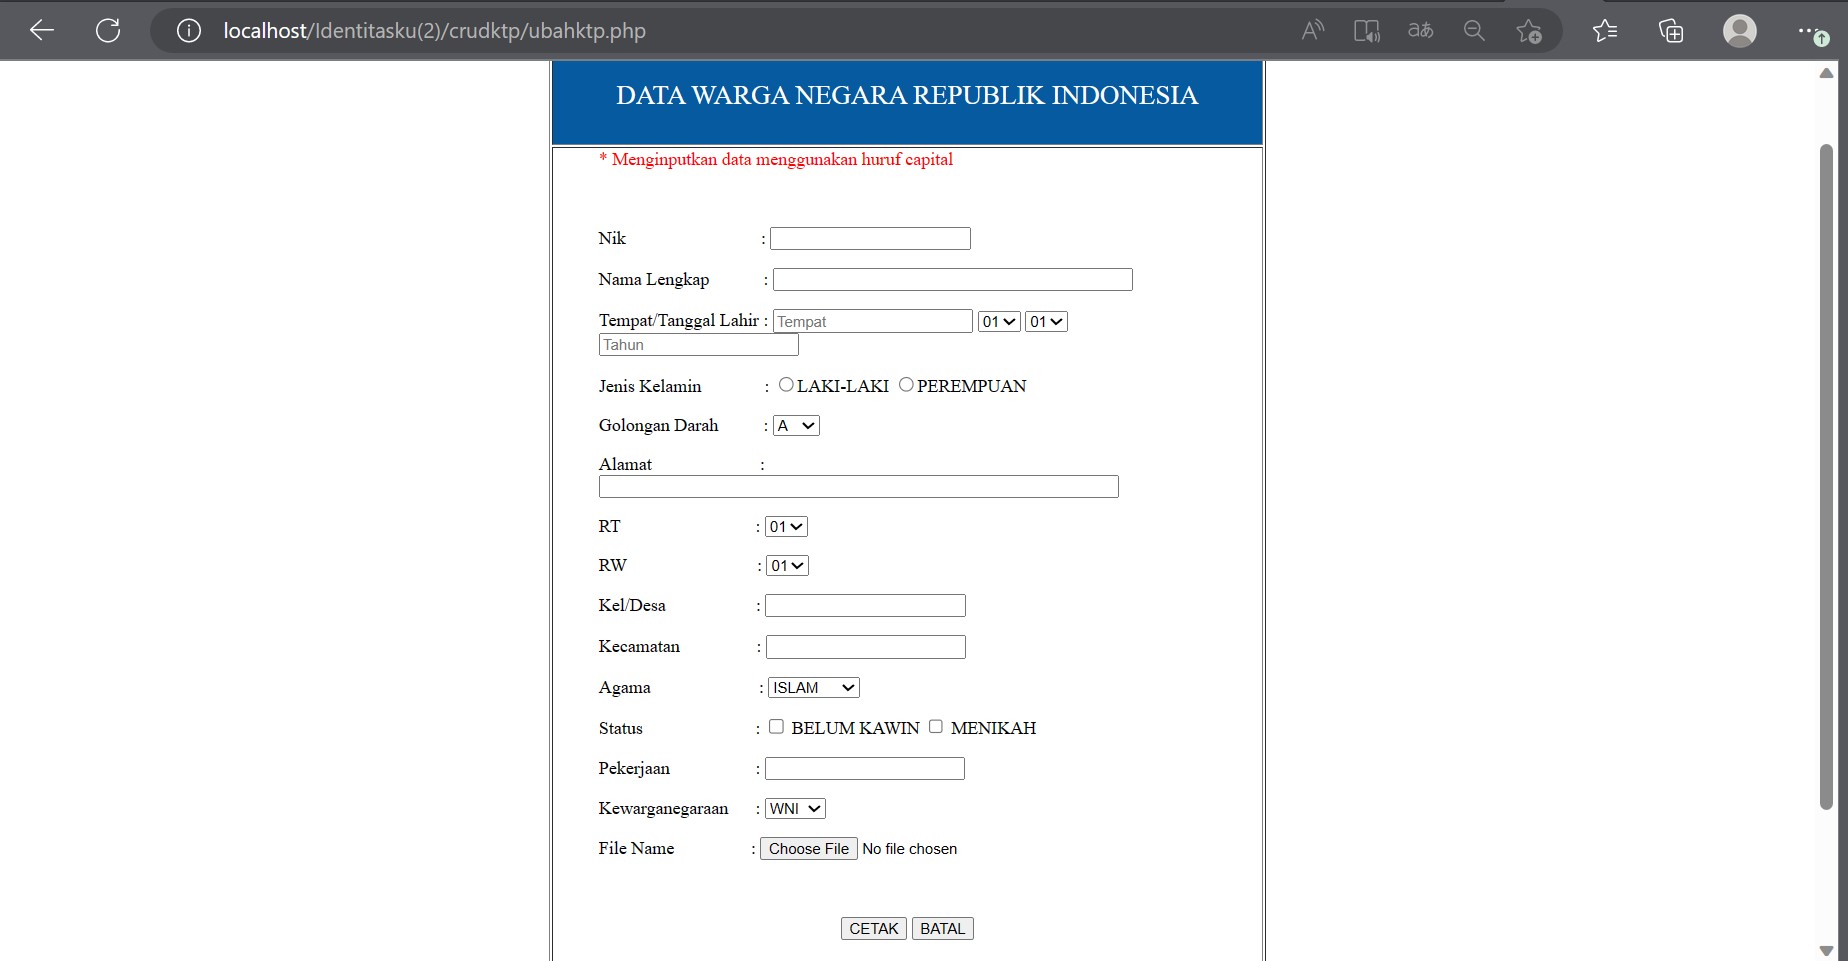 localhost/Identitasku(2)/crudktp/ubahktp.php
DATA WARGA NEGARA REPUBLIK INDONESIA
* Menginputkan data menggunakan huruf capital
Nik :
Nama Lengkap :
Tempat/Tanggal Lahir : Tempat 01 01
Tahun
Jenis Kelamin : LAKI-LAKI PEREMPUAN
Golongan Darah : A
Alamat :
RT : 01
RW : 01
Kel/Desa :
Kecamatan :
Agama : ISLAM
Status : BELUM KAWIN MENIKAH
Pekerjaan :
Kewarganegaraan : WNI
File Name : Choose File No file chosen
CETAK BATAL